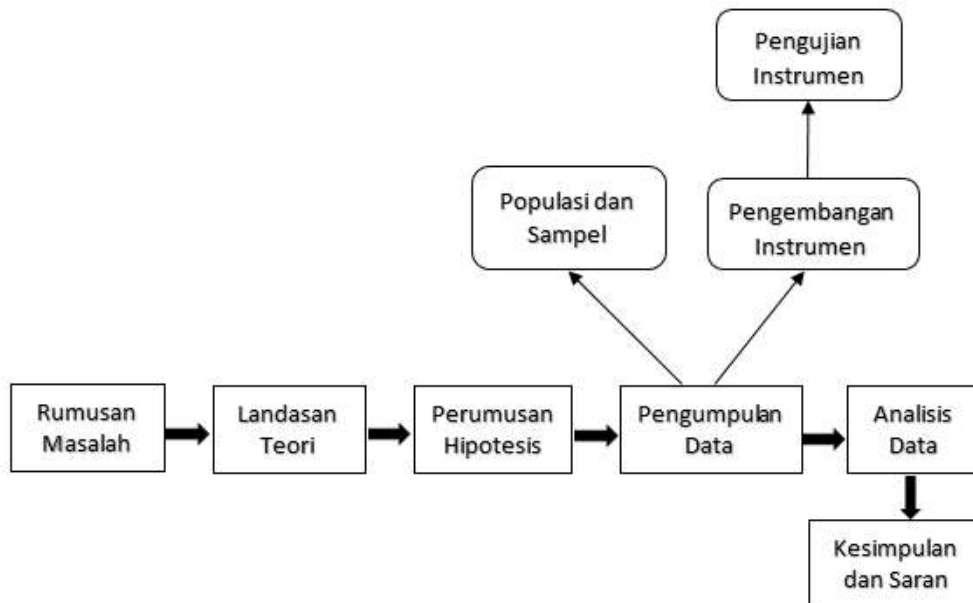 Pengujian
Instrumen
Populasi dan
Sampel
Pengembangan
Instrumen
Rumusan
Masalah
Landasan
Teori
Perumusan
Hipotesis
Pengumpulan
Data
Analisis
Data
Kesimpulan
dan Saran